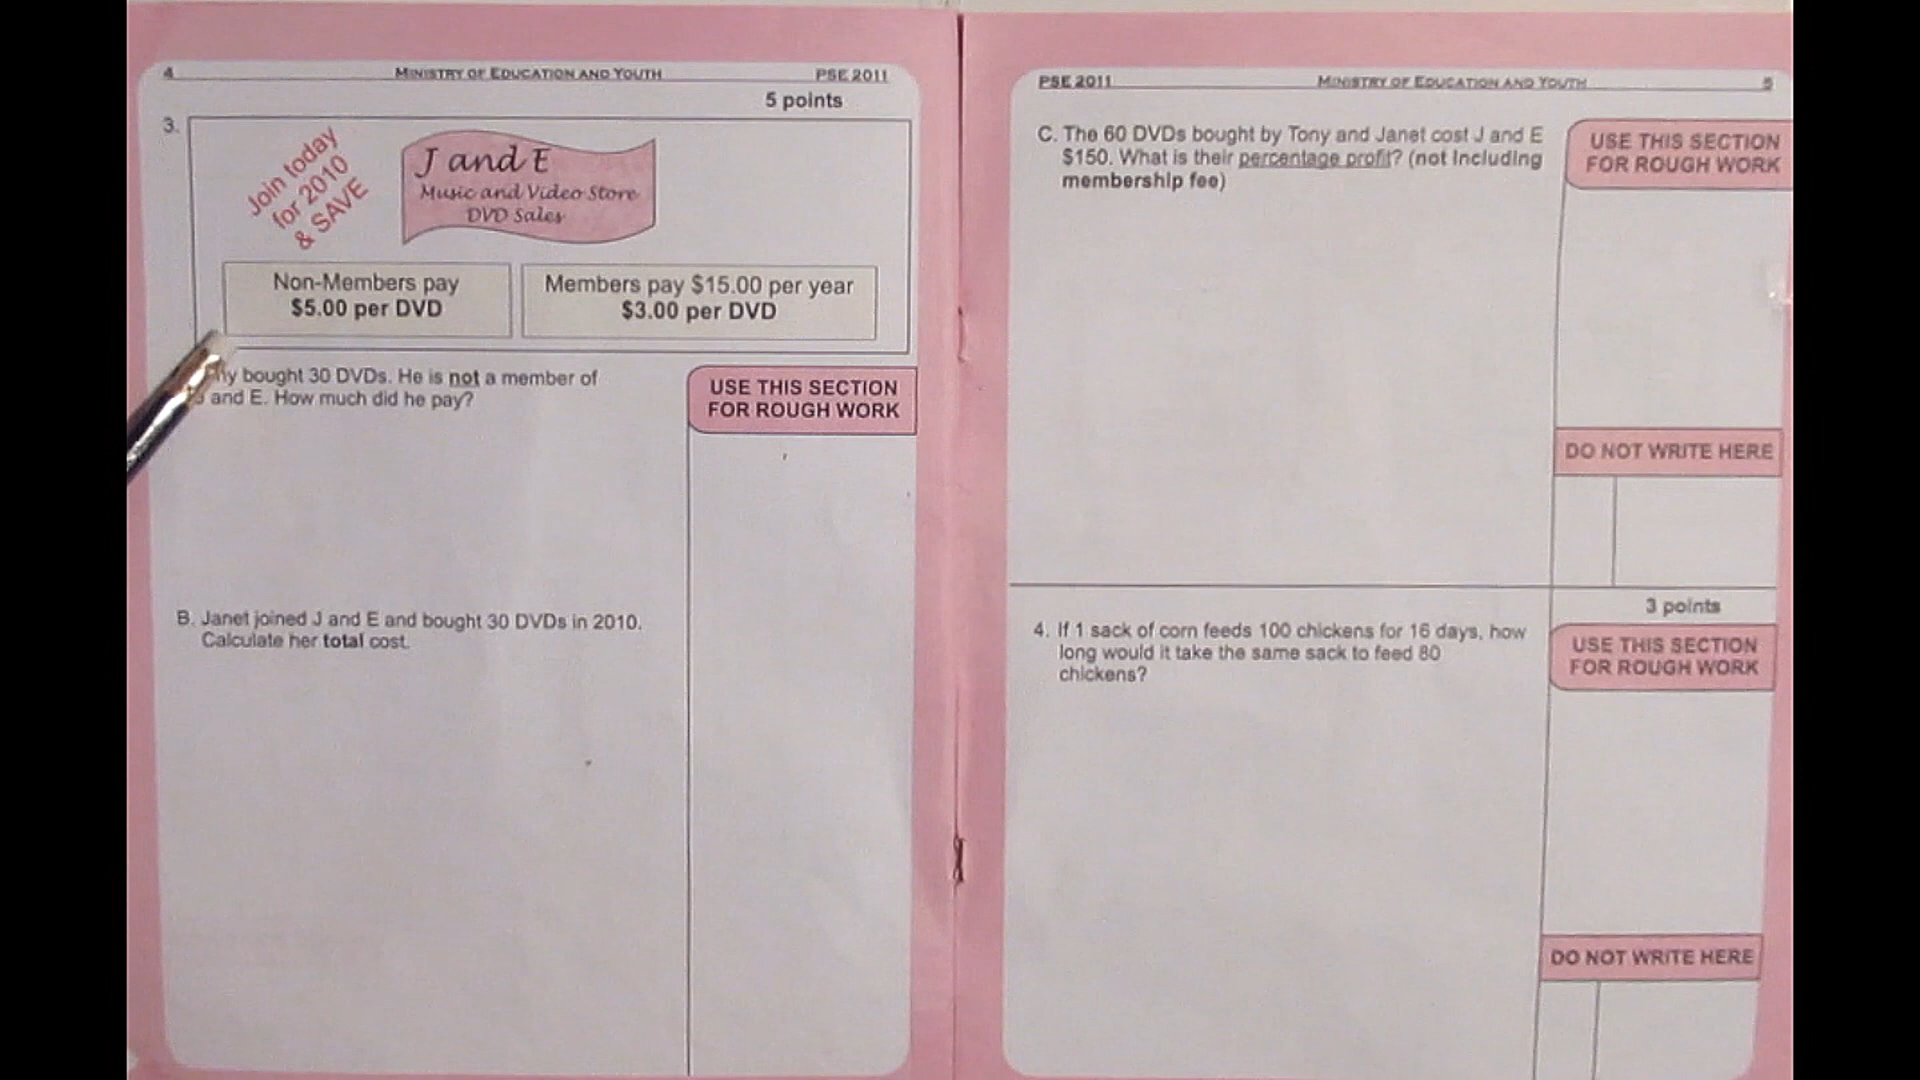 4 MINISTRY OF EDUCATION AND YOUTH PSE 2011
5 points
3.
Join today
for 2010
& SAVE
J and E
Music and Video Store
DVD Sales
Non-Members pay
$5.00 per DVD
Members pay $15.00 per year
$3.00 per DVD
bought 30 DVDs. He is not a member of
and E. How much did he pay?
USE THIS SECTION
FOR ROUGH WORK
B. Janet joined J and E and bought 30 DVDs in 2010.
Calculate her total cost.
PSE 2011 MINISTRY OF EDUCATION AND YOUTH 5
C. The 60 DVDs bought by Tony and Janet cost J and E
$150. What is their percentage profit? (not including
membership fee)
USE THIS SECTION
FOR ROUGH WORK
DO NOT WRITE HERE
3 points
4. If 1 sack of corn feeds 100 chickens for 16 days, how
long would it take the same sack to feed 80
chickens?
USE THIS SECTION
FOR ROUGH WORK
DO NOT WRITE HERE